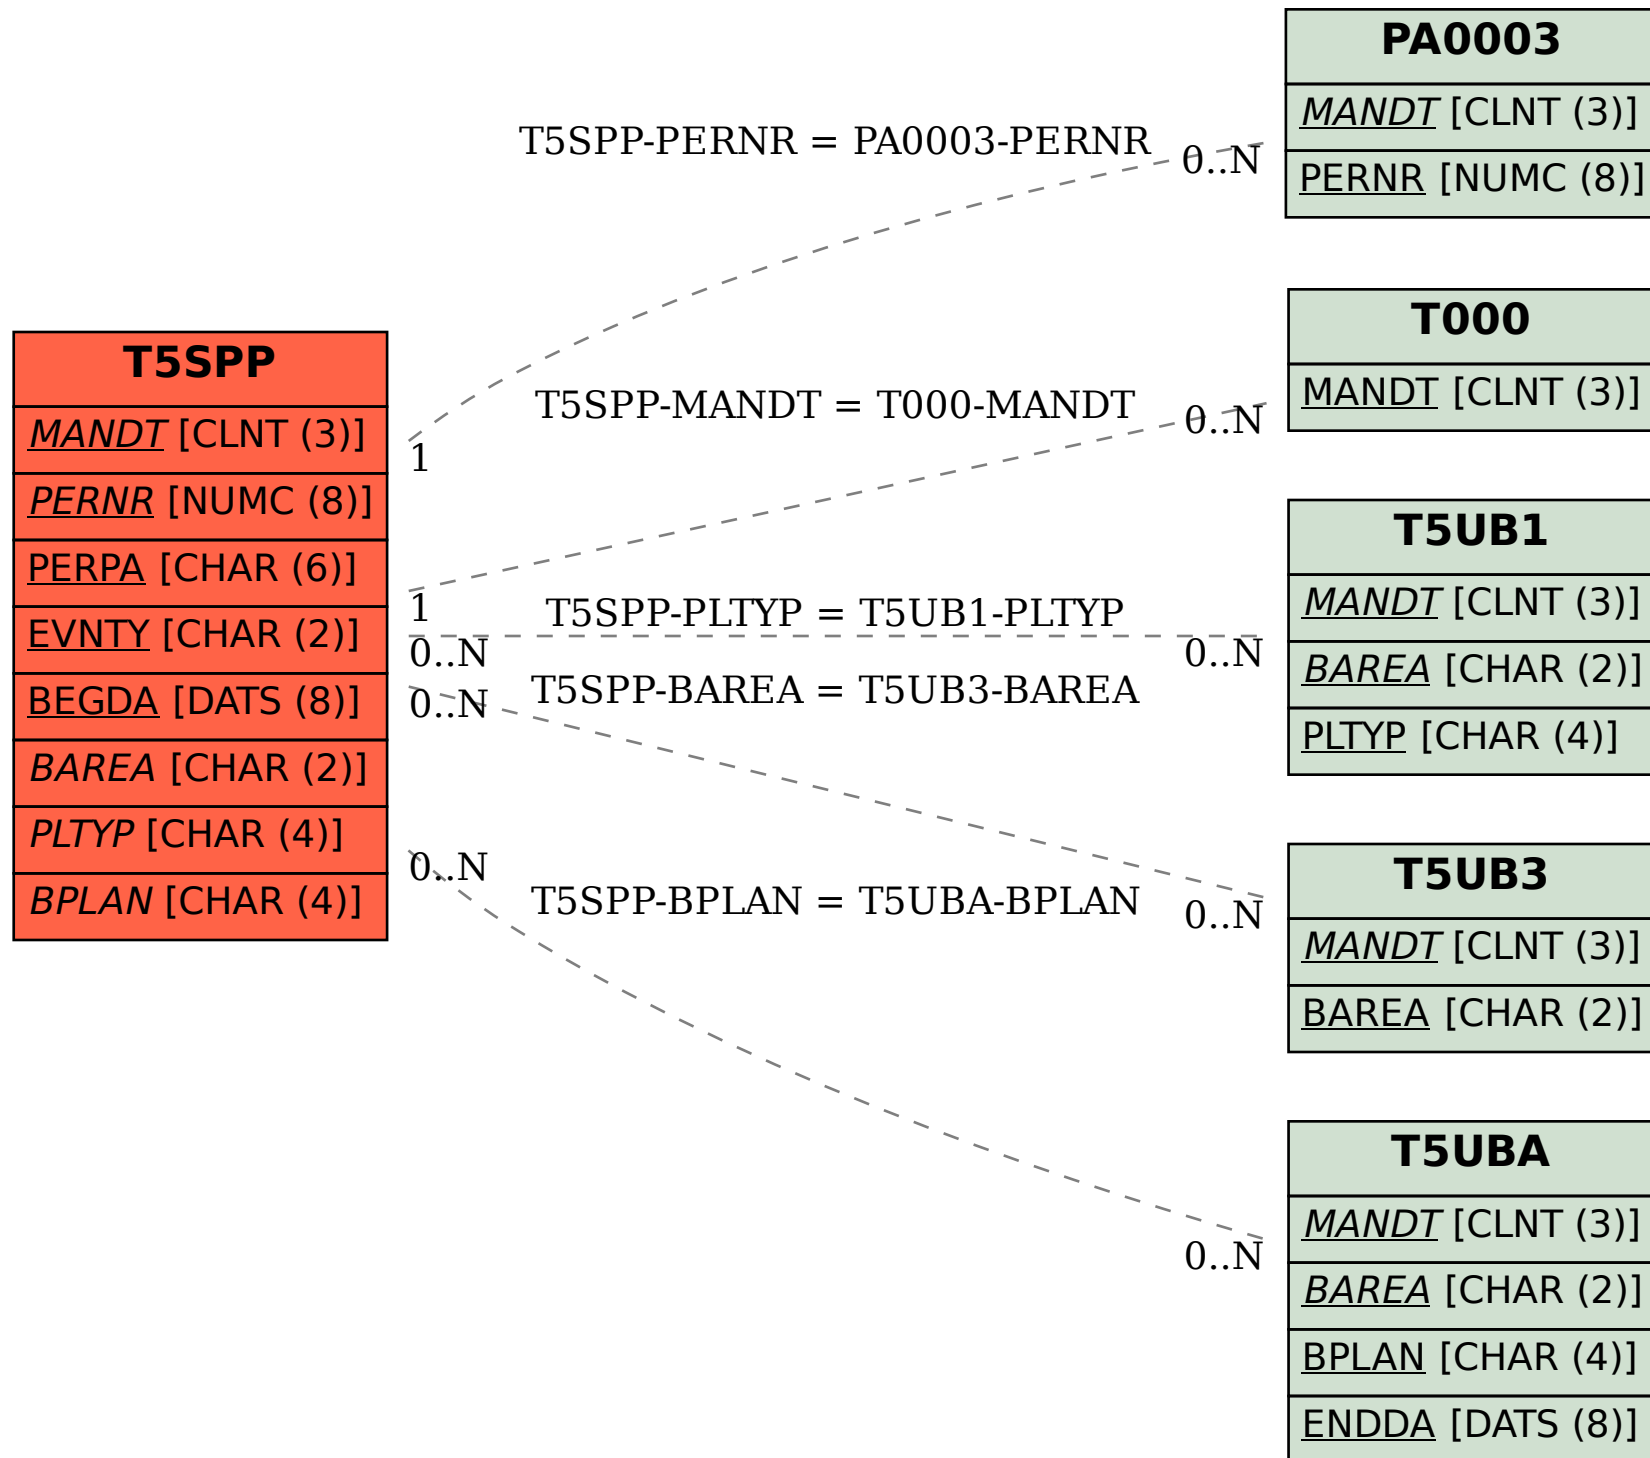 T5SPP
MANDT [CLNT (3)]
PERNR [NUMC (8)]
PERPA [CHAR (6)]
EVNTY [CHAR (2)]
BEGDA [DATS (8)]
BAREA [CHAR (2)]
PLTYP [CHAR (4)]
BPLAN [CHAR (4)]
T5SPP-PERNR = PA0003-PERNR
0..N
1
T5SPP-MANDT = T000-MANDT
0..N
1
T5SPP-PLTYP = T5UB1-PLTYP
0..N
0..N
T5SPP-BAREA = T5UB3-BAREA
0..N
0..N
T5SPP-BPLAN = T5UBA-BPLAN
0..N
0..N
PA0003
MANDT [CLNT (3)]
PERNR [NUMC (8)]
T000
MANDT [CLNT (3)]
T5UB1
MANDT [CLNT (3)]
BAREA [CHAR (2)]
PLTYP [CHAR (4)]
T5UB3
MANDT [CLNT (3)]
BAREA [CHAR (2)]
T5UBA
MANDT [CLNT (3)]
BAREA [CHAR (2)]
BPLAN [CHAR (4)]
ENDDA [DATS (8)]